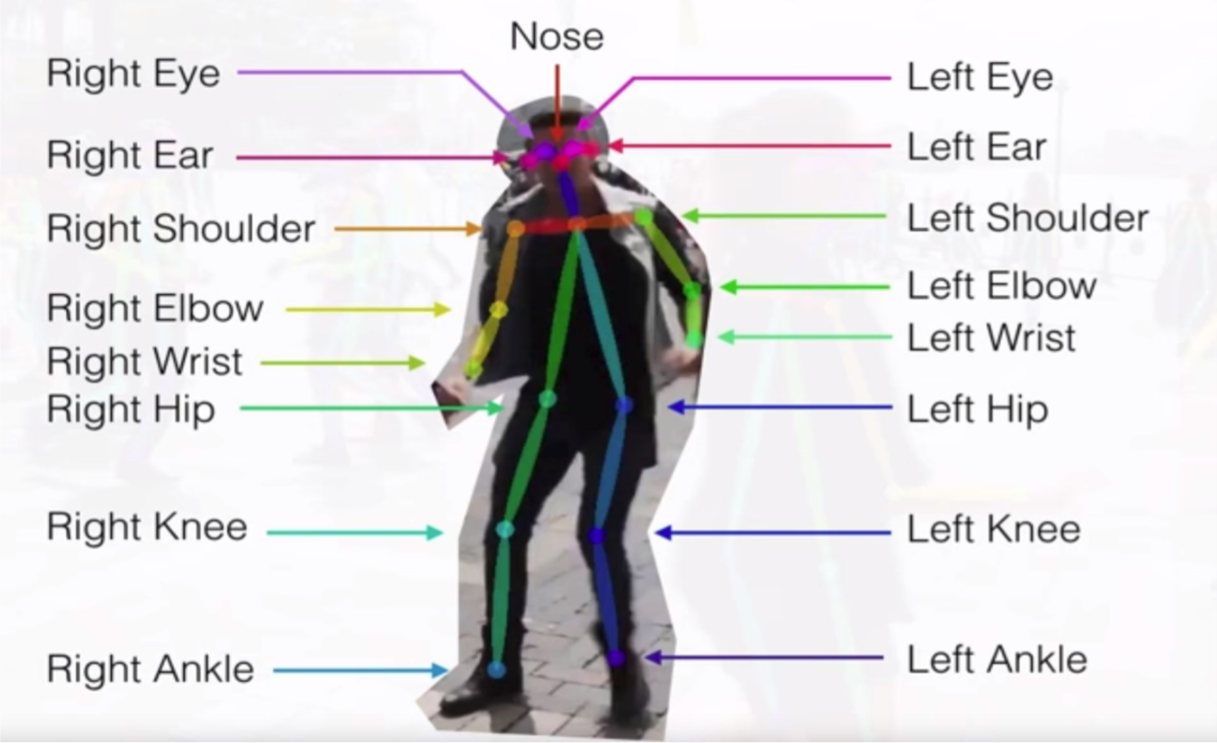 Nose
Right Eye
Left Eye
Right Ear
Left Ear
Right Shoulder
Left Shoulder
Right Elbow
Left Elbow
Right Wrist
Left Wrist
Right Hip
Left Hip
Right Knee
Left Knee
Right Ankle
Left Ankle